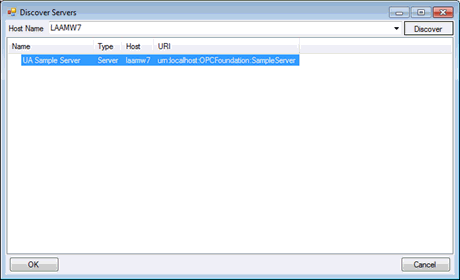 Discover Servers
Host Name LAAMW7 Discover
Name Type Host URI
UA Sample Server Server laamw7 urn:localhost:OPCFoundation:SampleServer
OK Cancel